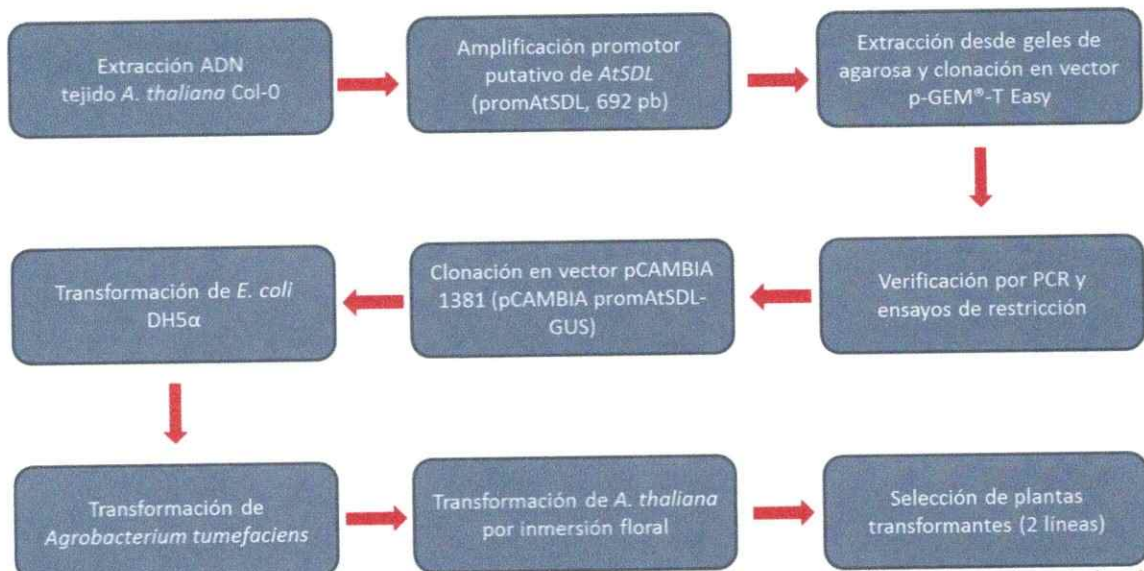 Extracción ADN
tejido A. thaliana Col-0
Amplificación promotor
putativo de AtSDL
(promAtSDL, 692 pb)
Extracción desde geles de
agarosa y clonación en vector
p-GEM®-T Easy
Verificación por PCR y
ensayos de restricción
Clonación en vector pCAMBIA
1381 (pCAMBIA promAtSDL-
GUS)
Transformación de E. coli
DH5α
Transformación de
Agrobacterium tumefaciens
Transformación de A. thaliana
por inmersión floral
Selección de plantas
transformantes (2 líneas)